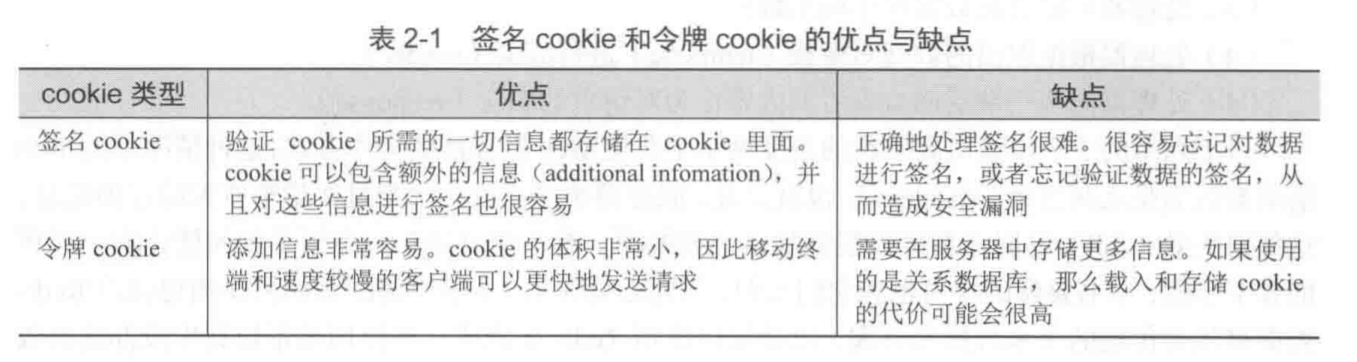 表 2-1 签名 cookie 和令牌 cookie 的优点与缺点
cookie 类型 优点 缺点
签名 cookie 验证 cookie 所需的一切信息都存储在 cookie 里面。 正确地处理签名很难。很容易忘记对数据
cookie 可以包含额外的信息（additional infomation），并 进行签名，或者忘记验证数据的签名，从
且对这些信息进行签名也很容易 而造成安全漏洞
令牌 cookie 添加信息非常容易。cookie 的体积非常小，因此移动终 需要在服务器中存储更多信息。如果使用
端和速度较慢的客户端可以更快地发送请求 的是关系数据库，那么载入和存储 cookie
的代价可能会很高